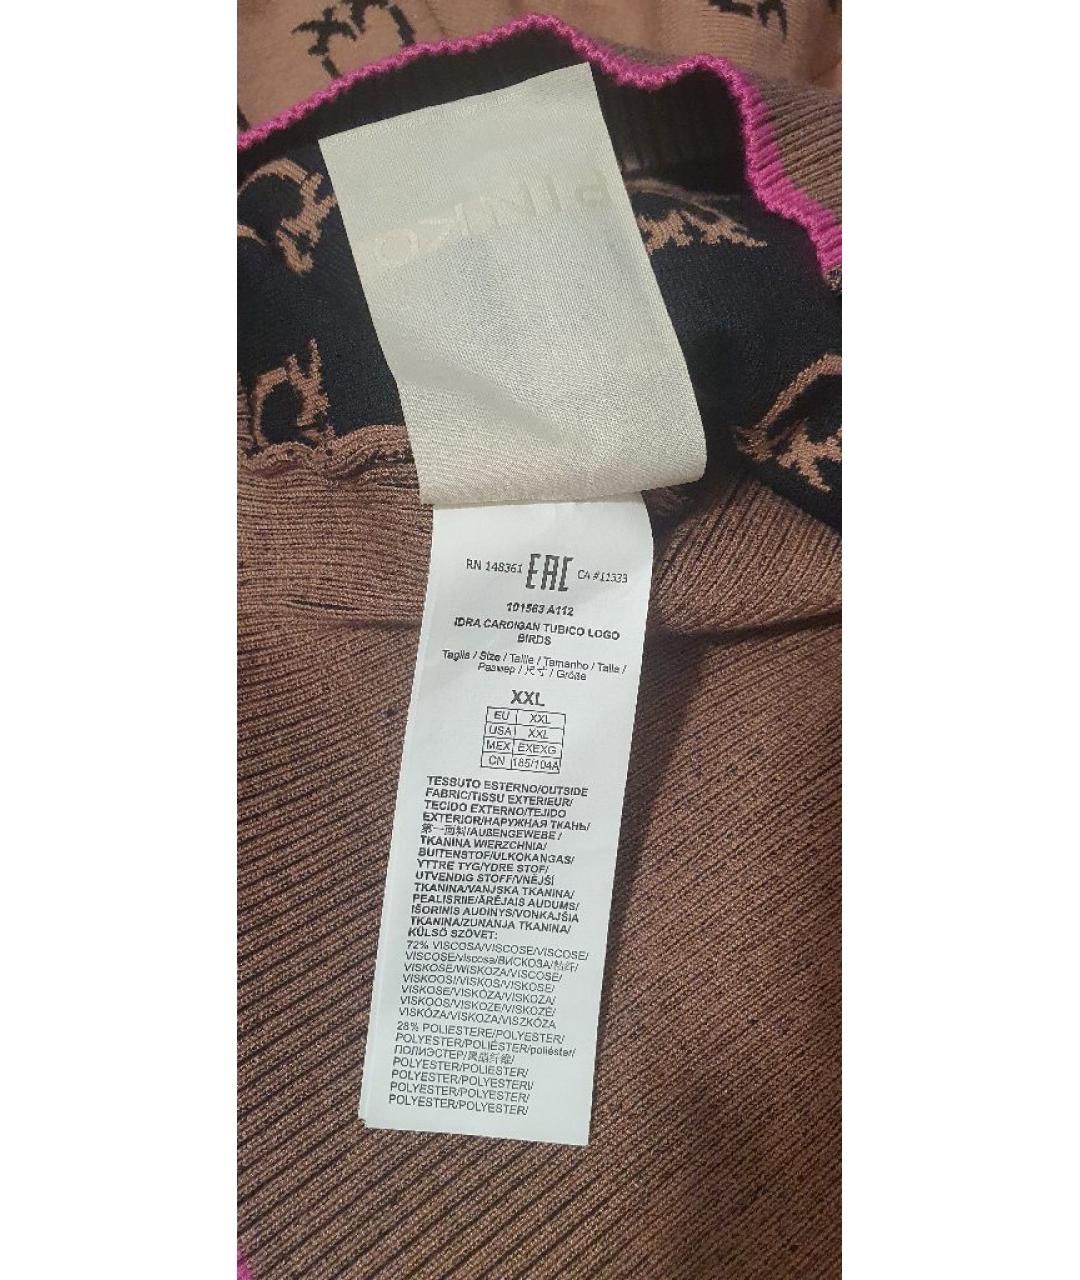 PINKO
RN 148361 EAC CA #11333
101563 A112
IDRA CARDIGAN TUBICO LOGO
BIRDS
Taglia / Size / Taille / Tamanho / Talla /
Размер / 尺寸 / Größe
XXL
EU XXL
USA XXL
MEX EXEXG
CN 185/104A
TESSUTO ESTERNO/OUTSIDE
FABRIC/TISSU EXTERIEUR/
TECIDO EXTERNO/TEJIDO
EXTERIOR/НАРУЖНАЯ ТКАНЬ/
第一面料/AUßENGEWEBE /
TKANINA WIERZCHNIA/
BUITENSTOF/ULKOKANGAS/
YTTRE TYG/YDRE STOF/
UTVENDIG STOFF/VNĚJŠÍ
TKANINA/VANJSKA TKANINA/
PEALISRIIE/ĀRĒJAIS AUDUMS/
IŠORINIS AUDINYS/VONKAJŠIA
TKANINA/ZUNANJA TKANINA/
KÜLSŐ SZÖVET:
72% VISCOSA/VISCOSE/VISCOSE/
VISCOSE/viscosa/ВИСКОЗА/粘纤/
VISKOSE/WISKOZA/VISCOSE/
VISKOOSI/VISKOS/VISKOSE/
VISKOSE/VISKÓZA/VISKOZA/
VISKOOS/VISKOZE/VISKOZĖ/
VISKÓZA/VISKOZA/VISZKÓZA
28% POLIESTERE/POLYESTER/
POLYESTER/POLIÉSTER/poliéster/
ПОЛИЭСТЕР/聚酯纤维/
POLYESTER/POLIESTER/
POLYESTER/POLYESTERI/
POLYESTER/POLYESTER/
POLYESTER/POLYESTER/